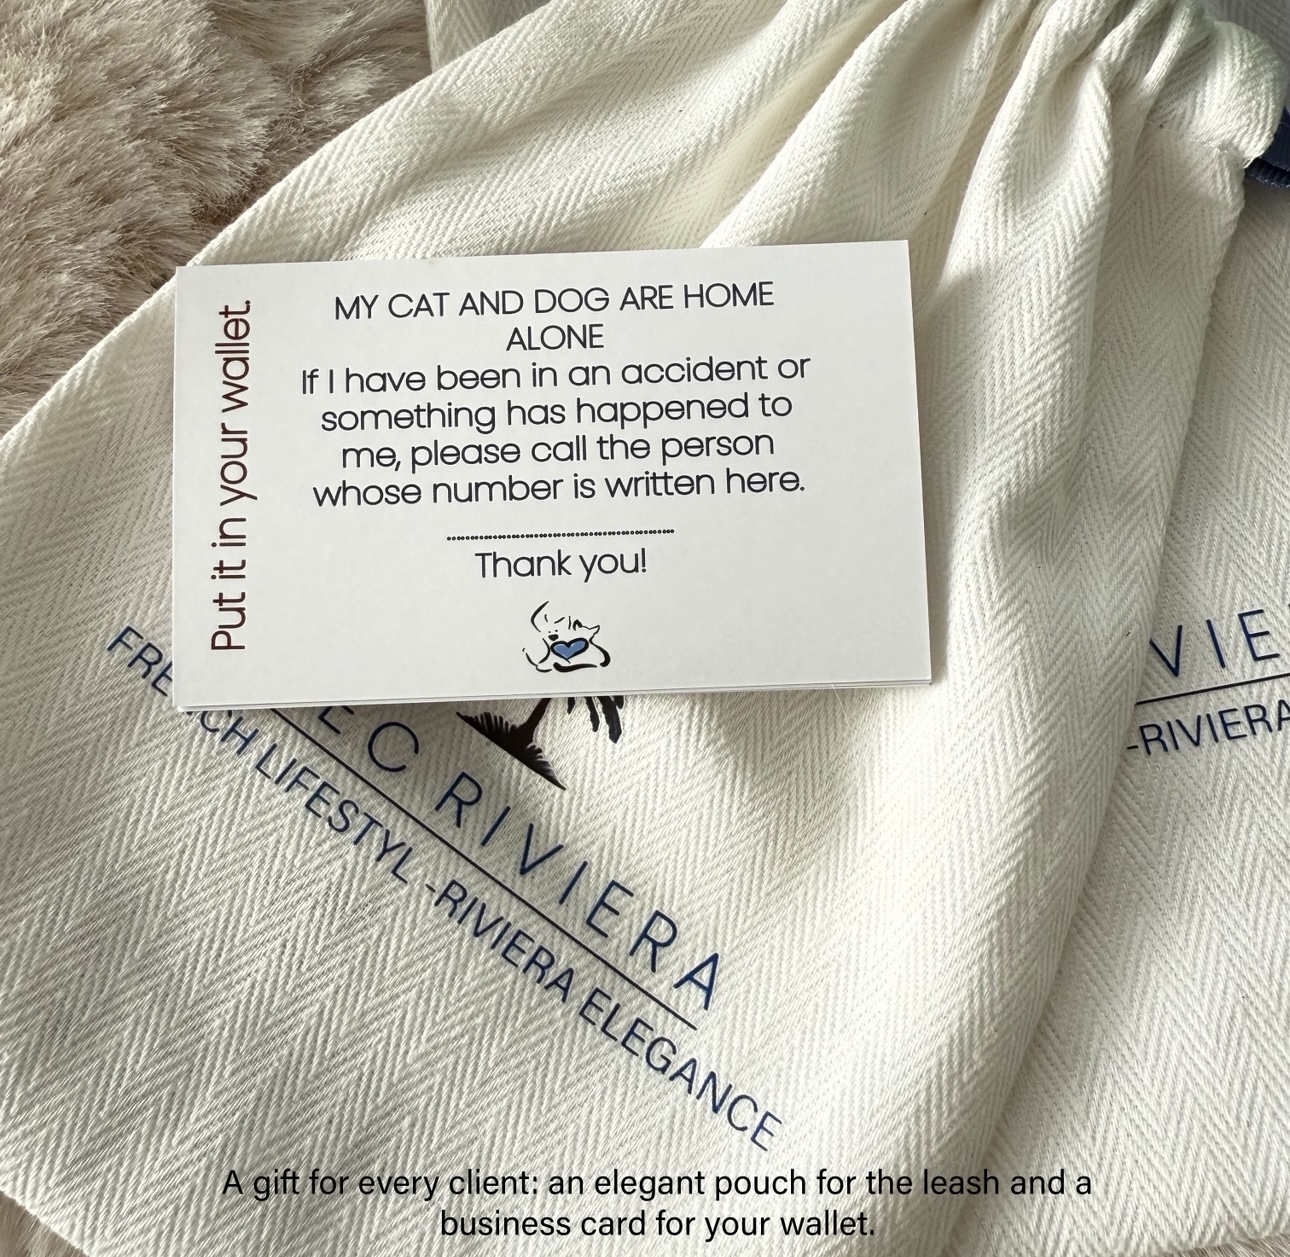 Put it in your wallet.
MY CAT AND DOG ARE HOME
ALONE
If I have been in an accident or
something has happened to
me, please call the person
whose number is written here.
Thank you!
EC RIVIERA
FRENCH LIFESTYL -RIVIERA ELEGANCE
VIE
-RIVIERA
A gift for every client: an elegant pouch for the leash and a
business card for your wallet.